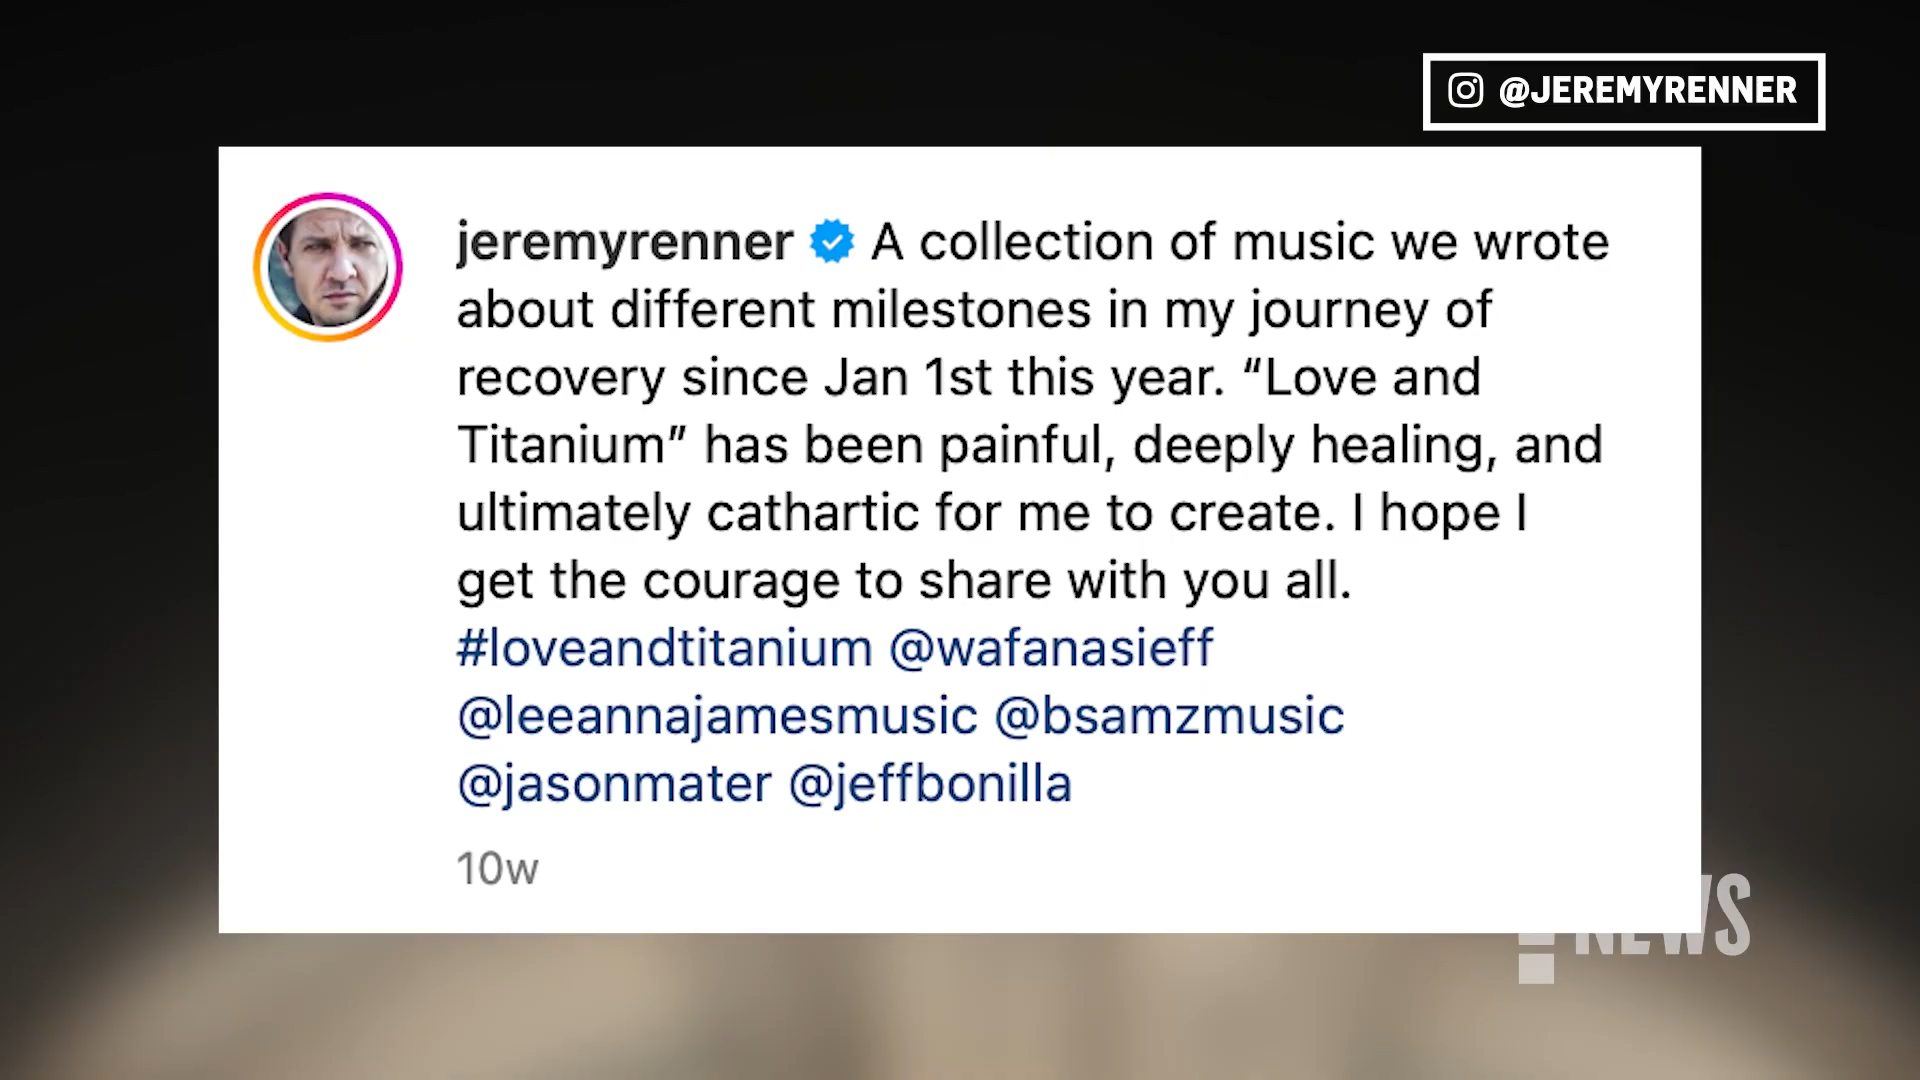 @JEREMYRENNER
jeremyrenner A collection of music we wrote
about different milestones in my journey of
recovery since Jan 1st this year. “Love and
Titanium” has been painful, deeply healing, and
ultimately cathartic for me to create. I hope I
get the courage to share with you all.
#loveandtitanium @wafanasieff
@leeannajamesmusic @bsamzmusic
@jasonmater @jeffbonilla
10w
NEWS